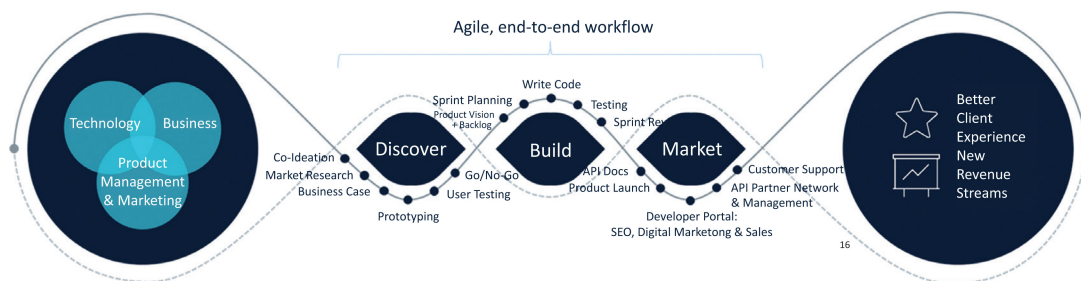 Agile, end-to-end workflow
Technology
Business
Product
Management
& Marketing
Co-Ideation
Market Research
Business Case
Prototyping
User Testing
Go/No-Go
Discover
Product Vision
+ Backlog
Sprint Planning
Write Code
Testing
Sprint Rev
Build
API Docs
Product Launch
Developer Portal:
SEO, Digital Marketong & Sales
API Partner Network
& Management
Customer Support
Market
Better
Client
Experience
New
Revenue
Streams
16